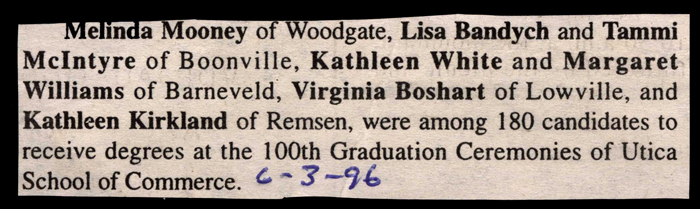 Melinda Mooney of Woodgate, Lisa Bandych and Tammi
McIntyre of Boonville, Kathleen White and Margaret
Williams of Barneveld, Virginia Boshart of Lowville, and
Kathleen Kirkland of Remsen, were among 180 candidates to
receive degrees at the 100th Graduation Ceremonies of Utica
School of Commerce. 6-3-96